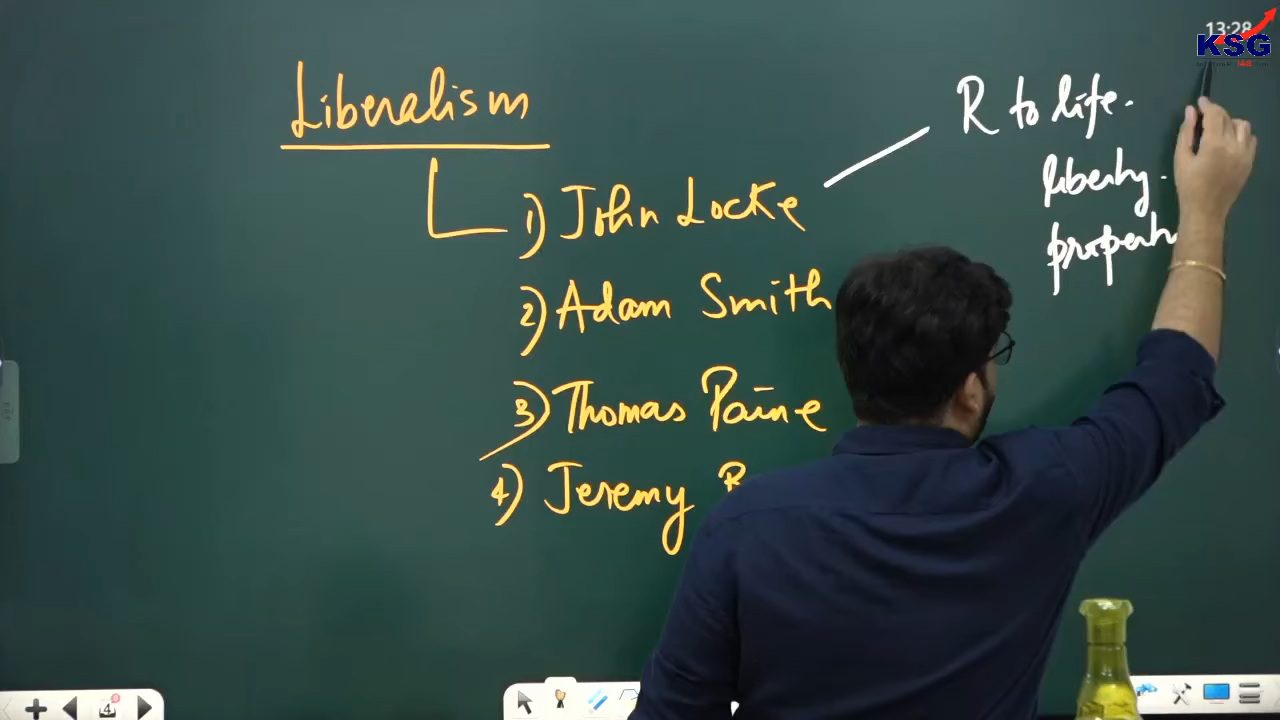 13:28
KSG
Liberalism
1) John Locke
R to life.
liberty.
property
2) Adam Smith
3) Thomas Paine
4) Jeremy B
4